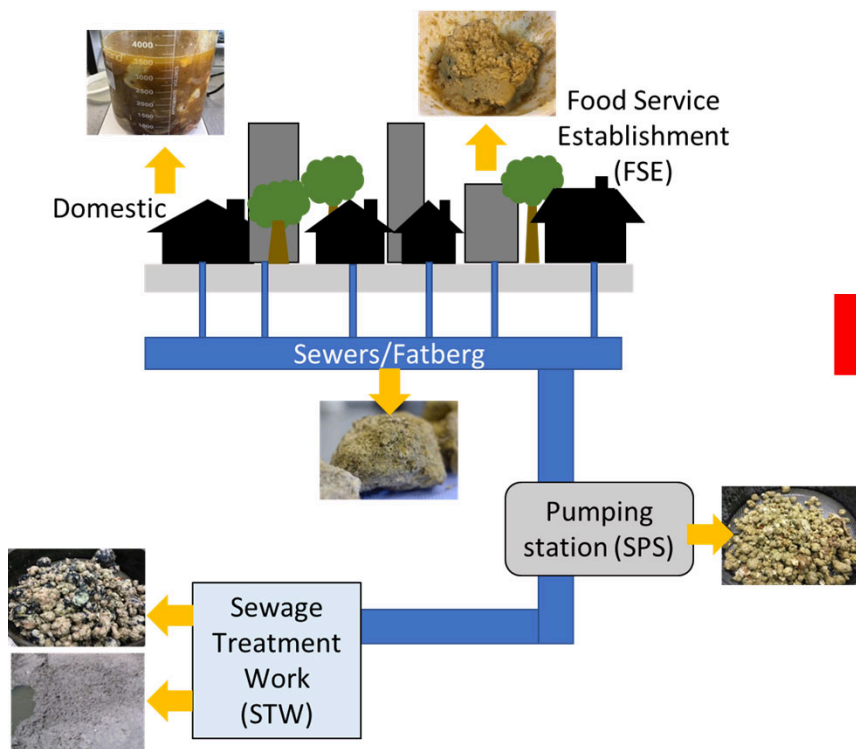 4000
3500
3000
2500
2000
1500
Food Service
Establishment
(FSE)
Domestic
Sewers/Fatberg
Pumping
station (SPS)
Sewage
Treatment
Work
(STW)